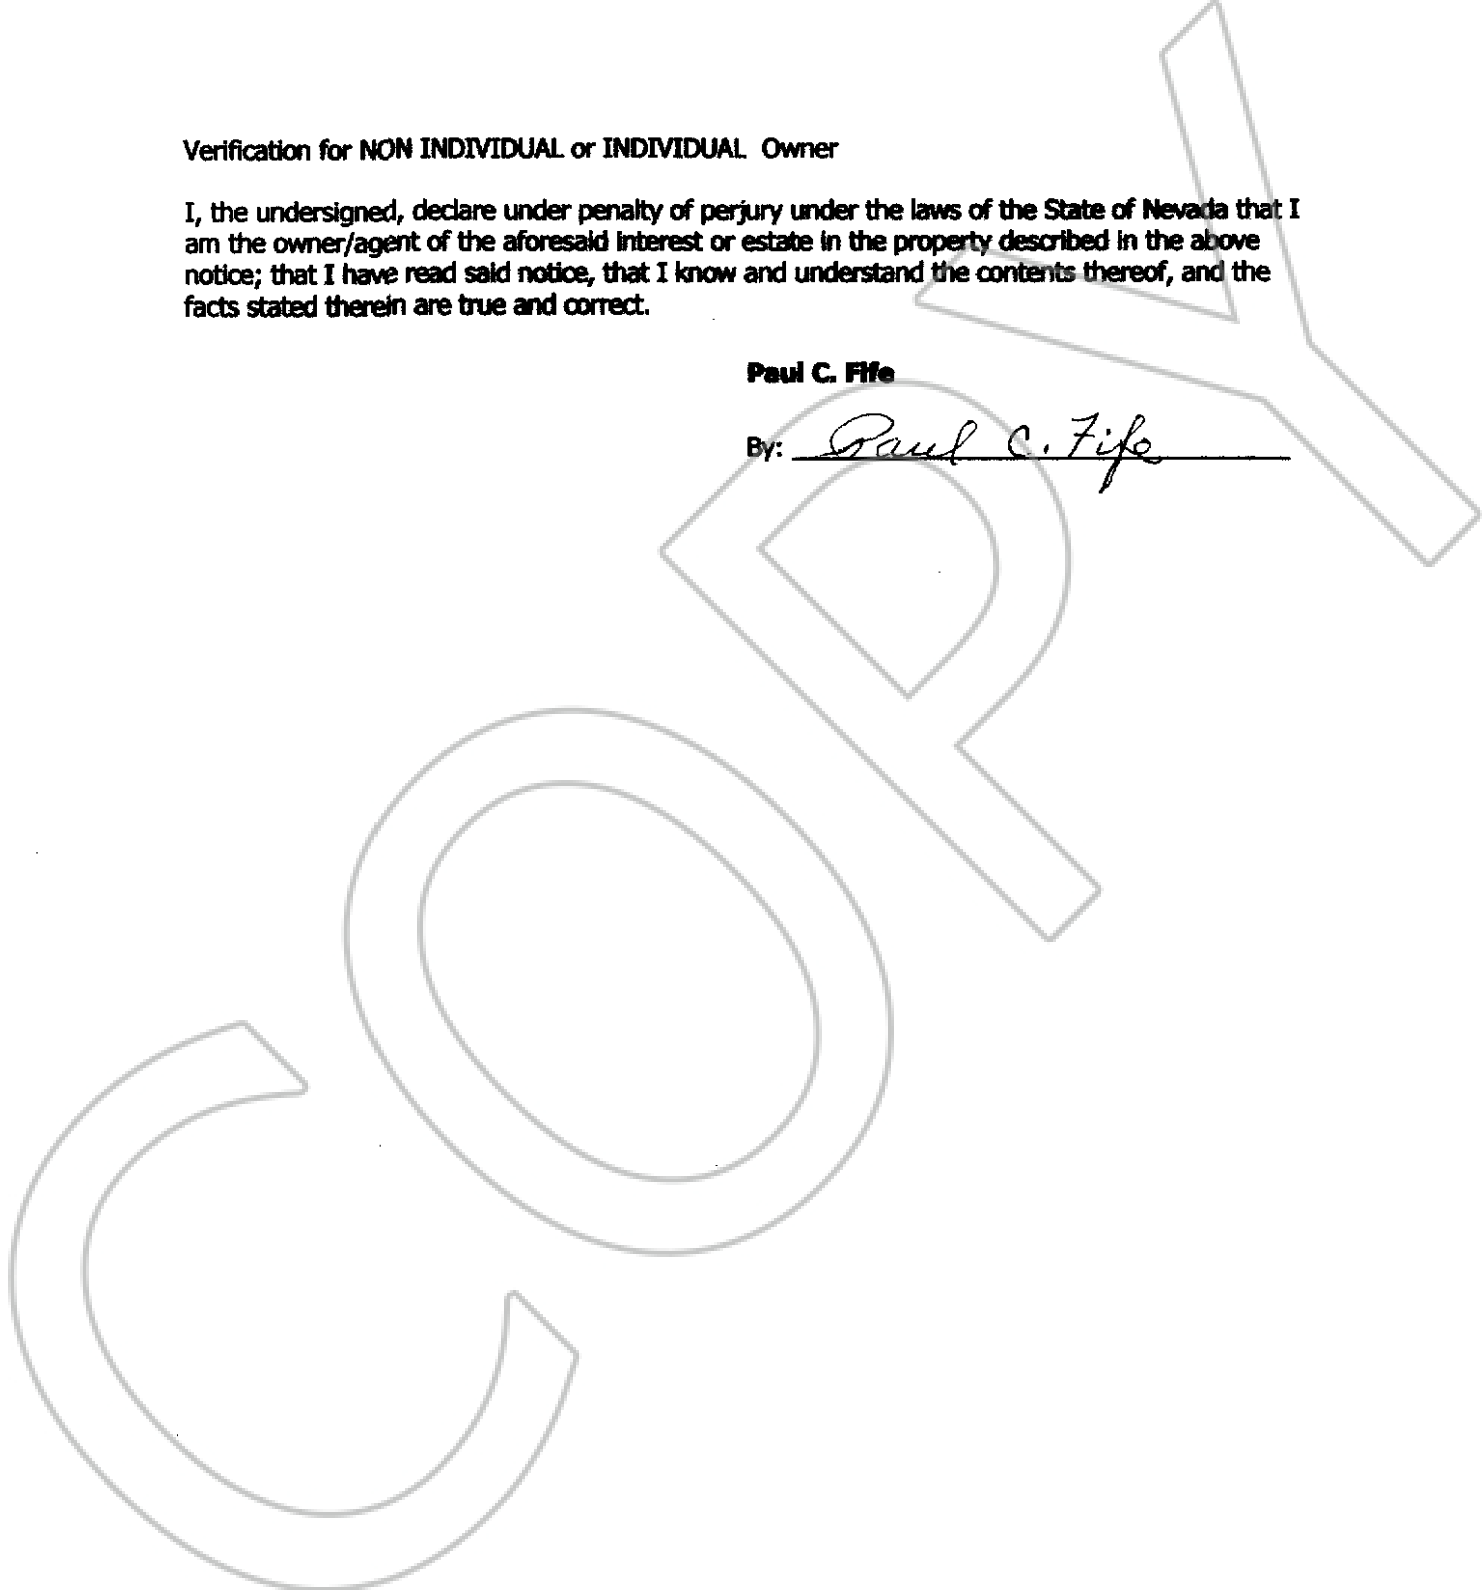 Verification for NON INDIVIDUAL or INDIVIDUAL Owner
I, the undersigned, declare under penalty of perjury under the laws of the State of Nevada that I
am the owner/agent of the aforesaid interest or estate in the property described in the above
notice; that I have read said notice, that I know and understand the contents thereof, and the
facts stated therein are true and correct.
Paul C. Fife
By: Paul C. Fife
COPY